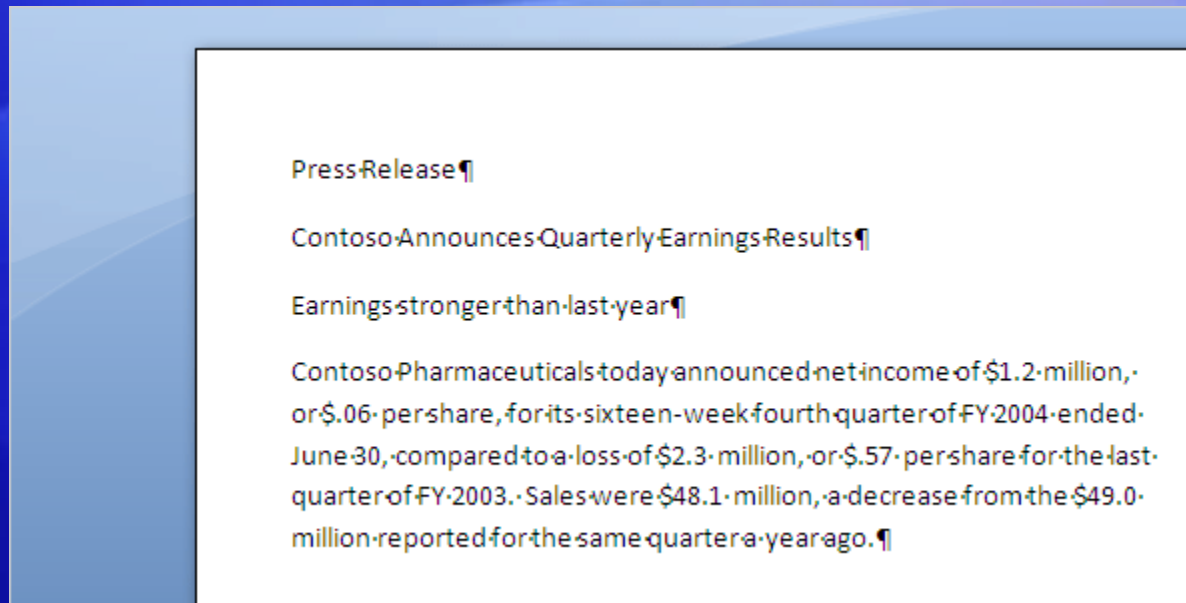 Press Release¶
Contoso Announces Quarterly Earnings Results¶
Earnings stronger than last year¶
Contoso Pharmaceuticals today announced net income of $1.2 million,
or $.06 per share, for its sixteen-week fourth quarter of FY 2004 ended
June 30, compared to a loss of $2.3 million, or $.57 per share for the last
quarter of FY 2003. Sales were $48.1 million, a decrease from the $49.0
million reported for the same quarter a year ago.¶